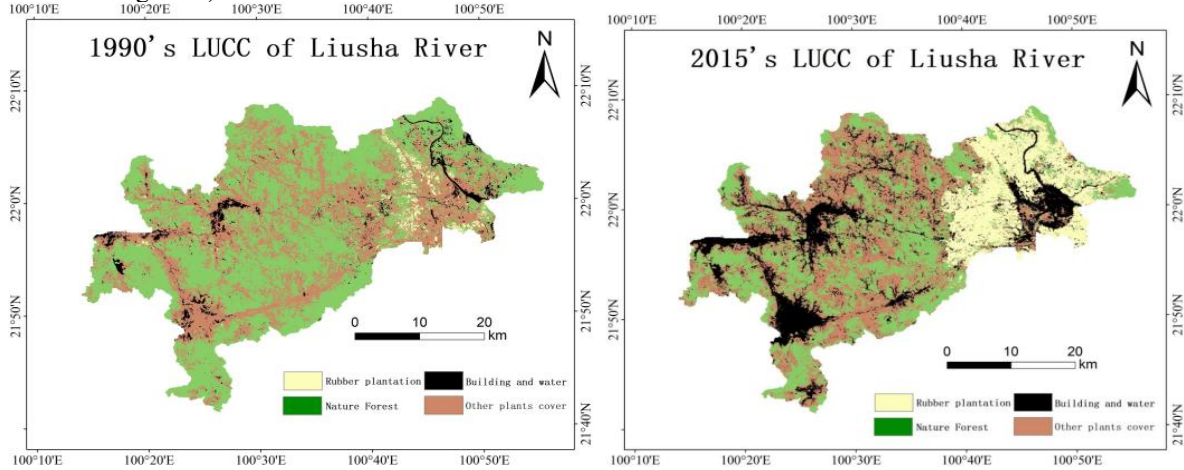 100°10′E 100°20′E 100°30′E 100°40′E 100°50′E
1990's LUCC of Liusha River
N
22°10′N
22°0′N
21°50′N
21°40′N
22°10′N
22°0′N
21°50′N
21°40′N
0 10 20
km
Rubber plantation
Building and water
Nature Forest
Other plants cover
100°10′E 100°20′E 100°30′E 100°40′E 100°50′E
100°10′E 100°20′E 100°30′E 100°40′E 100°50′E
2015's LUCC of Liusha River
N
22°10′N
22°0′N
21°50′N
22°10′N
22°0′N
21°50′N
21°40′N
0 10 20
km
Rubber plantation
Building and water
Nature Forest
Other plants cover
100°10′E 100°20′E 100°30′E 100°40′E 100°50′E